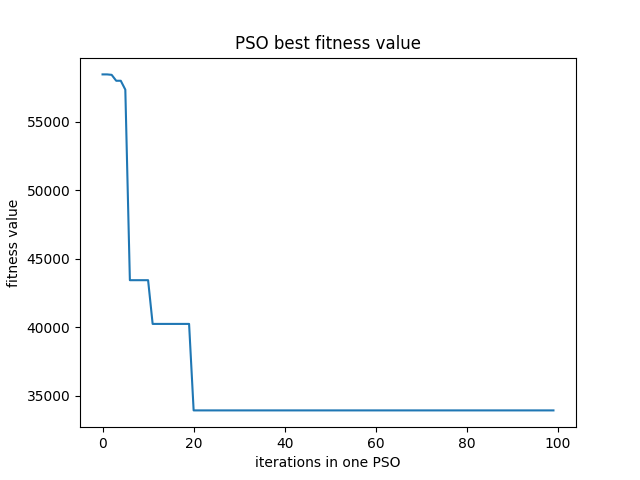 PSO best fitness value
fitness value
55000
50000
45000
40000
35000
0 20 40 60 80 100
iterations in one PSO